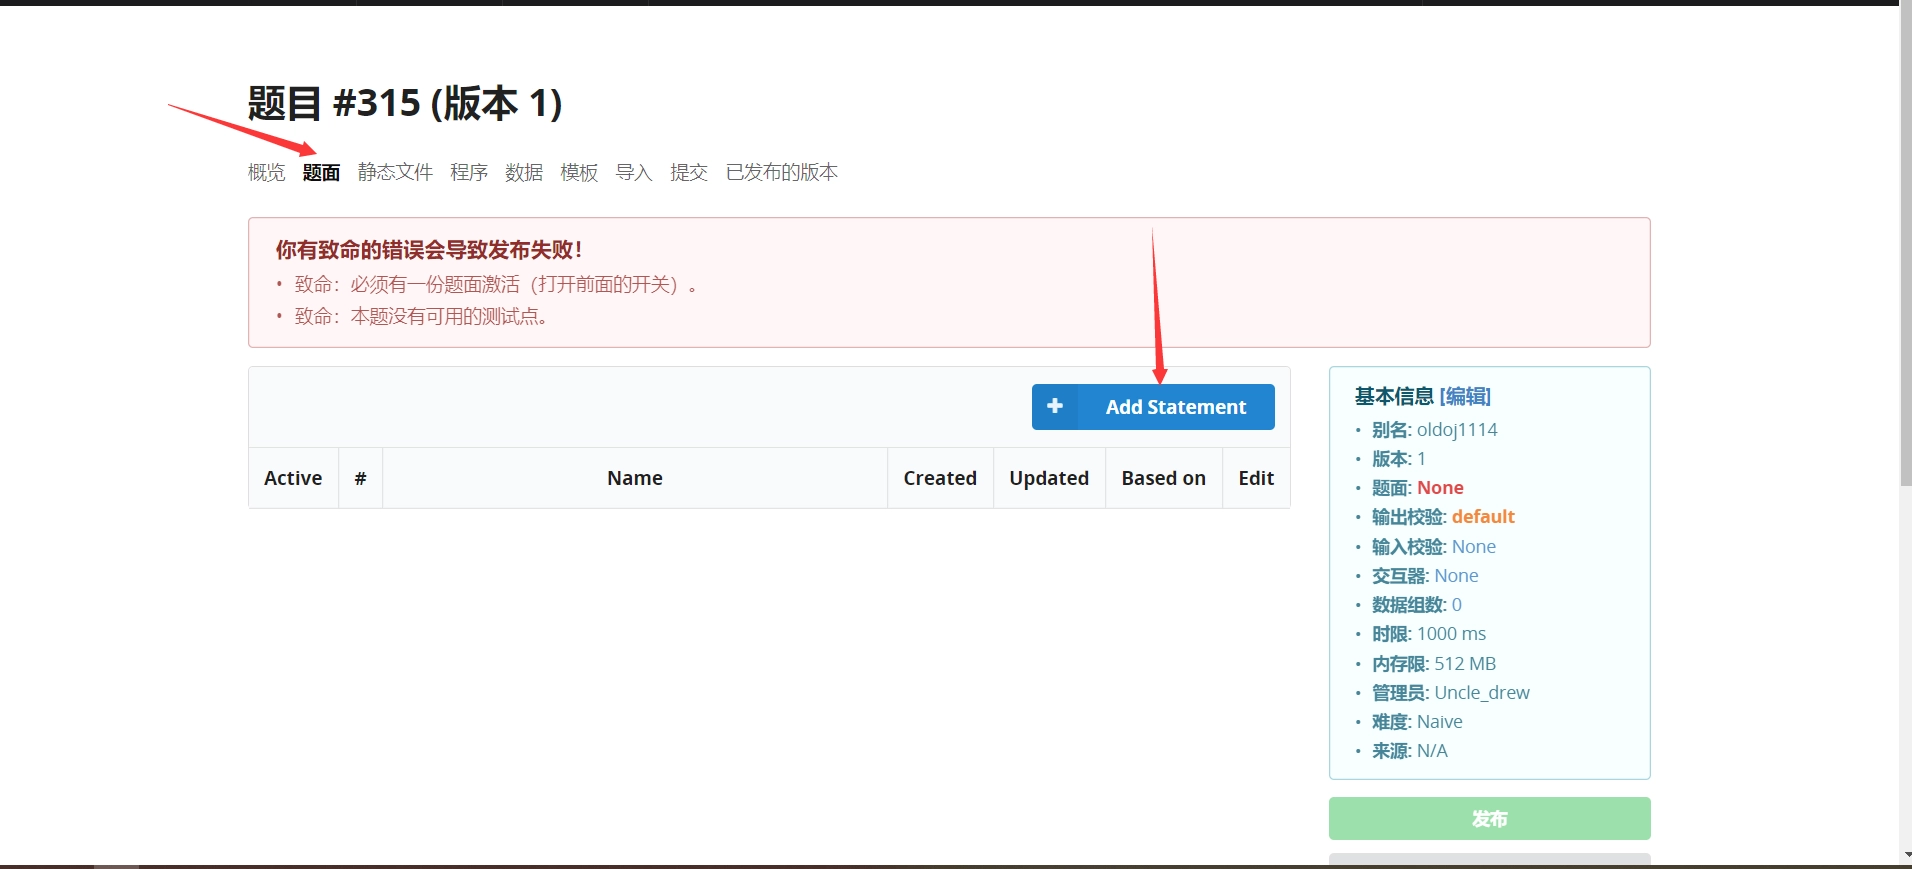 题目 #315 (版本 1)
概览 题面 静态文件 程序 数据 模板 导入 提交 已发布的版本
你有致命的错误会导致发布失败！
• 致命：必须有一份题面激活（打开前面的开关）。
• 致命：本题没有可用的测试点。
+ Add Statement
Active # Name Created Updated Based on Edit
基本信息 [编辑]
• 别名: oldoj1114
• 版本: 1
• 题面: None
• 输出校验: default
• 输入校验: None
• 交互器: None
• 数据组数: 0
• 时限: 1000 ms
• 内存限: 512 MB
• 管理员: Uncle_drew
• 难度: Naive
• 来源: N/A
发布